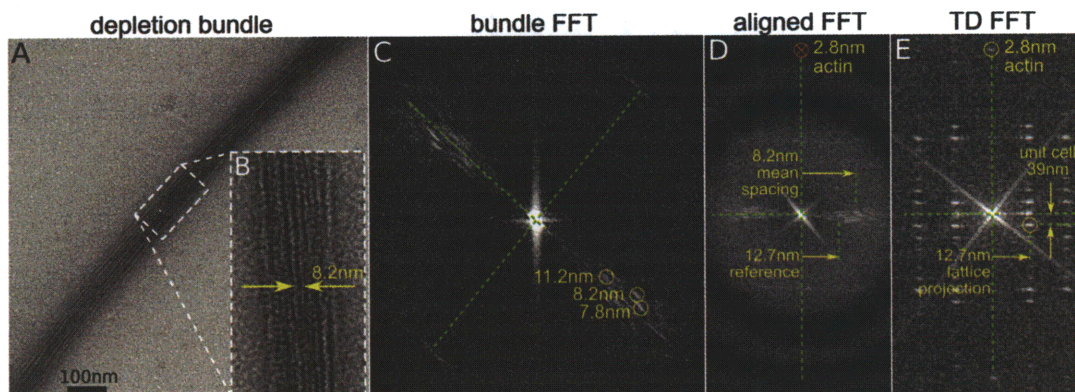 depletion bundle
bundle FFT
aligned FFT
TD FFT
A
100nm
B
8.2nm
C
11.2nm
8.2nm
7.8nm
D
2.8nm
actin
8.2nm
mean
spacing
12.7nm
reference
E
2.8nm
actin
unit cell
39nm
12.7nm
lattice
projection